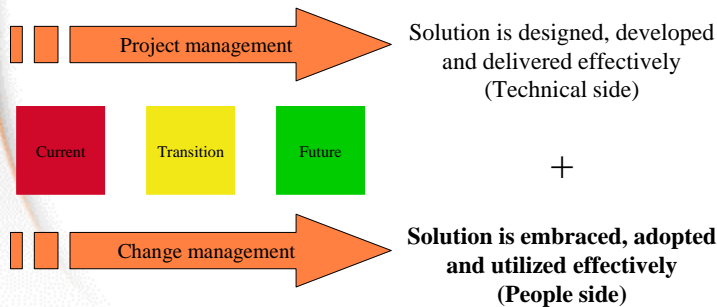 Project management
Solution is designed, developed
and delivered effectively
(Technical side)
Current
Transition
Future
+
Change management
Solution is embraced, adopted
and utilized effectively
(People side)